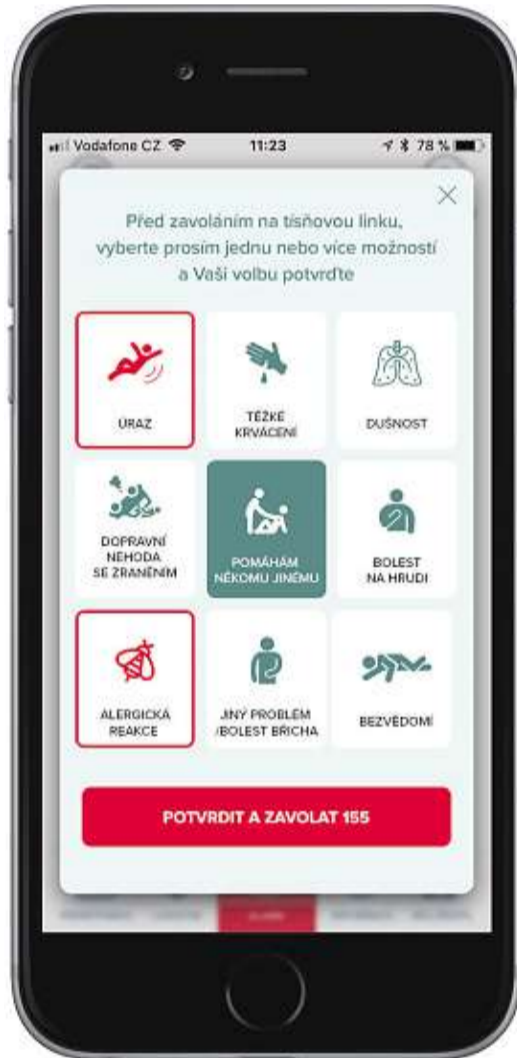 Vodafone CZ
11:23
78 %
Před zavoláním na tísňovou linku,
vyberte prosím jednu nebo více možností
a Vaši volbu potvrďte
ÚRAZ
TĚŽKÉ
KRVÁCENÍ
DUŠNOST
DOPRAVNÍ
NEHODA
SE ZRANĚNÍM
POMÁHÁM
NĚKOMU JINÉMU
BOLEST
NA HRUDI
ALERGICKÁ
REAKCE
JINÝ PROBLÉM
/BOLEST BŘICHA
BEZVĚDOMÍ
POTVRDIT A ZAVOLAT 155